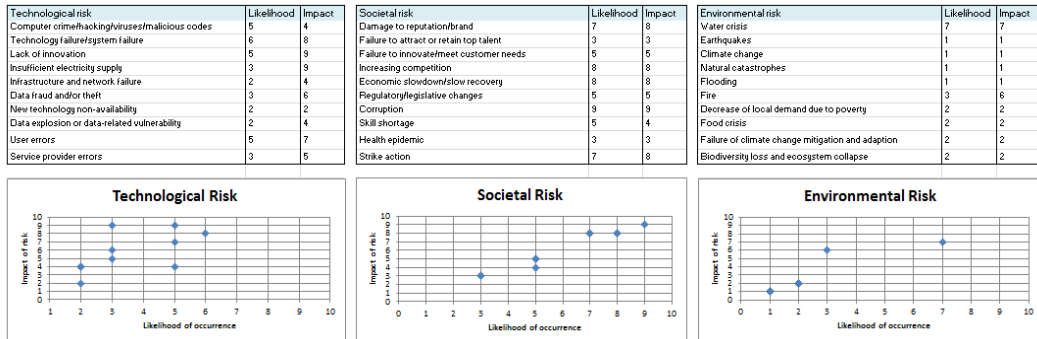 Technological risk Likelihood Impact
Computer crime/hacking/viruses/malicious codes 5 4
Technology failure/system failure 6 8
Lack of innovation 5 9
Insufficient electricity supply 3 9
Infrastructure and network failure 2 4
Data fraud and/or theft 3 6
New technology non-availability 2 2
Data explosion or data-related vulnerability 2 4
User errors 5 7
Service provider errors 3 5
Societal risk Likelihood Impact
Damage to reputation/brand 7 8
Failure to attract or retain top talent 3 3
Failure to innovate/meet customer needs 5 5
Increasing competition 8 8
Economic slowdown/slow recovery 8 8
Regulatory/legislative changes 5 5
Corruption 9 9
Skill shortage 5 4
Health epidemic 3 3
Strike action 7 8
Environmental risk Likelihood Impact
Water crisis 7 7
Earthquakes 1 1
Climate change 1 1
Natural catastrophes 1 1
Flooding 1 1
Fire 3 6
Decrease of local demand due to poverty 2 2
Food crisis 2 2
Failure of climate change mitigation and adaption 2 2
Biodiversity loss and ecosystem collapse 2 2
Technological Risk
Impact of risk
10
9
8
7
6
5
4
3
2
1
0
1 2 3 4 5 6 7 8 9 10
Likelihood of occurrence
Societal Risk
Impact of risk
10
9
8
7
6
5
4
3
2
1
0
0 1 2 3 4 5 6 7 8 9 10
Likelihood of occurrence
Environmental Risk
Impact of risk
10
9
8
7
6
5
4
3
2
1
0
0 1 2 3 4 5 6 7 8 9 10
Likelihood of occurrence